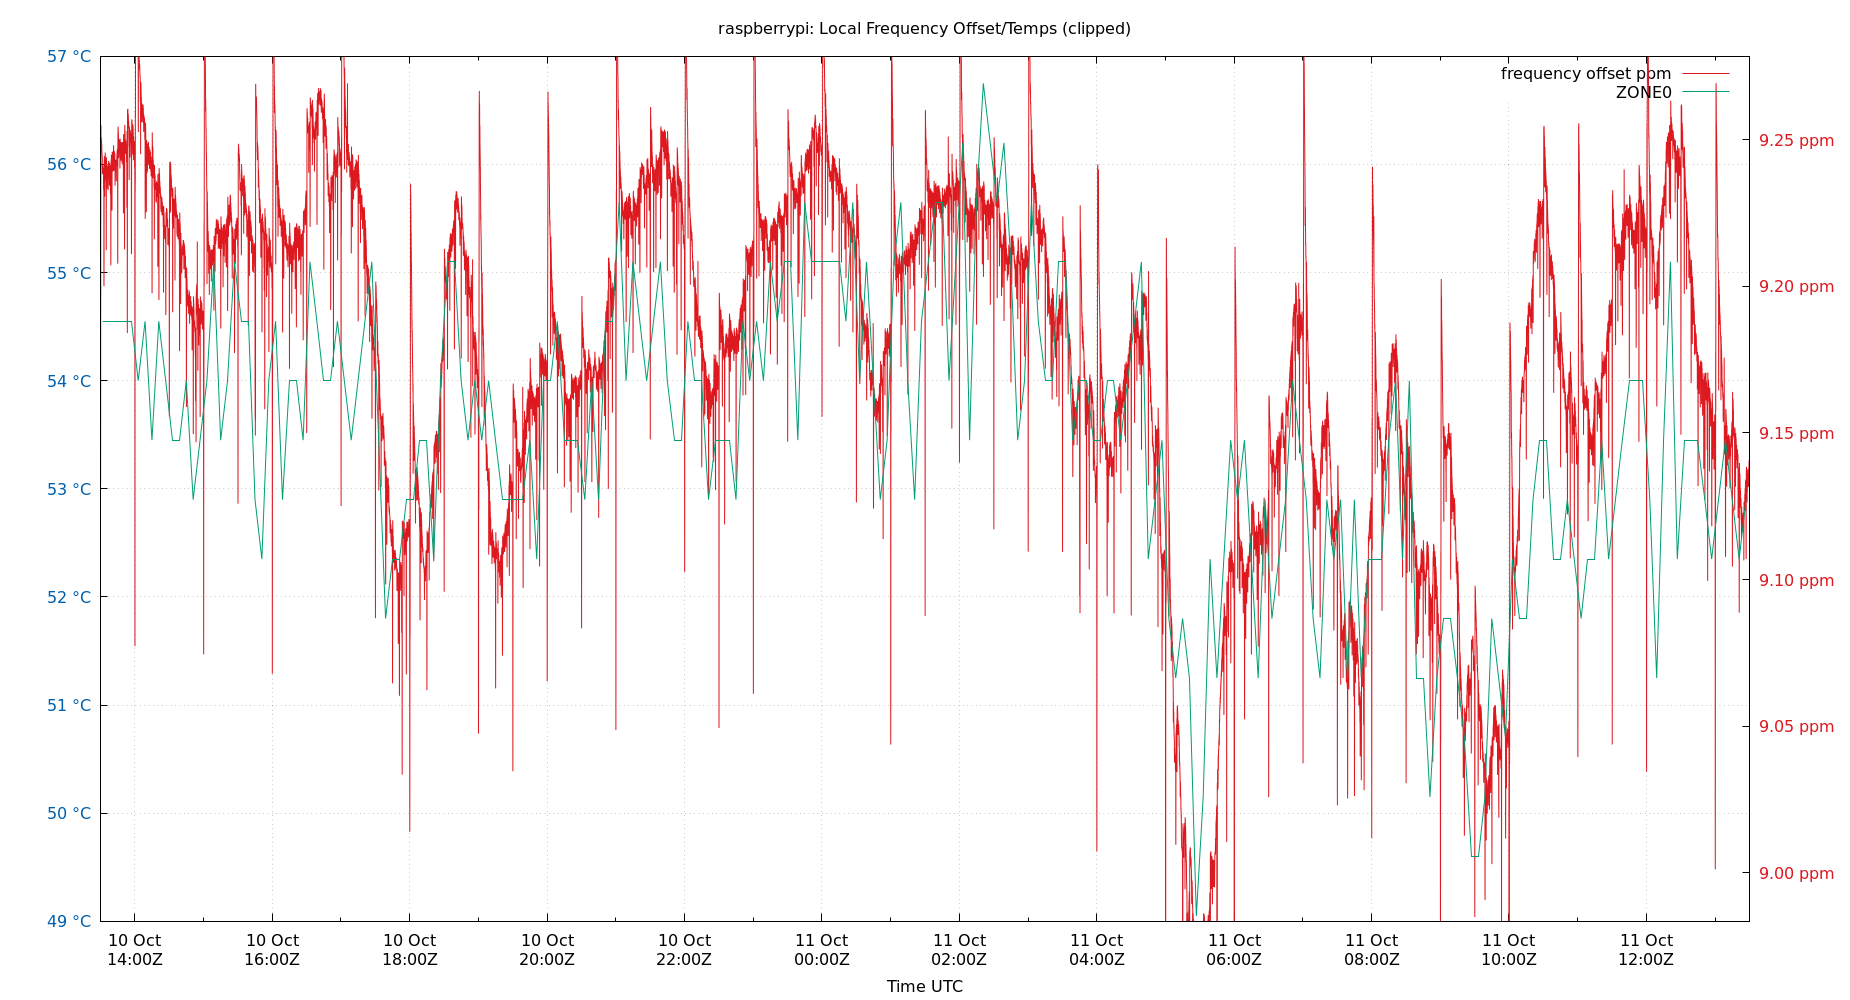 raspberrypi: Local Frequency Offset/Temps (clipped)
57 °C
56 °C
55 °C
54 °C
53 °C
52 °C
51 °C
50 °C
49 °C
frequency offset ppm
ZONE0
9.25 ppm
9.20 ppm
9.15 ppm
9.10 ppm
9.05 ppm
9.00 ppm
10 Oct
14:00Z
10 Oct
16:00Z
10 Oct
18:00Z
10 Oct
20:00Z
10 Oct
22:00Z
11 Oct
00:00Z
11 Oct
02:00Z
11 Oct
04:00Z
11 Oct
06:00Z
11 Oct
08:00Z
11 Oct
10:00Z
11 Oct
12:00Z
Time UTC